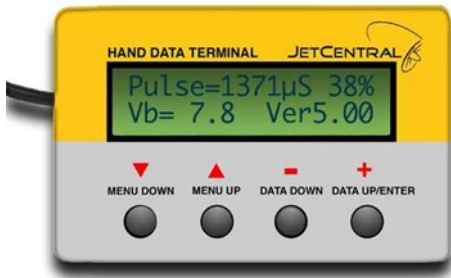 HAND DATA TERMINAL JETCENTRAL
Pulse=1371µS 38%
Vb= 7.8 Ver5.00
MENU DOWN MENU UP DATA DOWN DATA UP/ENTER